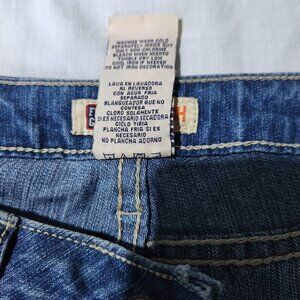 MACHINE WASH COLD
SEPARATELY INSIDE OUT
ONLY NON-CHLORINE
BLEACH WHEN NEEDED
TUMBLE DRY LOW
COOL IRON IF NEEDED
DO NOT IRON DECORATION
LAVA EN LAVADORA
AL REVERSO
CON AGUA FRIA
SEPARADO
BLANQUEADOR QUE NO
CONTENGA
CLORO SOLAMENTE
SI ES NECESARIO SECADORA
CICLO TIBIA
PLANCHA FRIA SI ES
NECESARIO
NO PLANCHA ADORNO
H